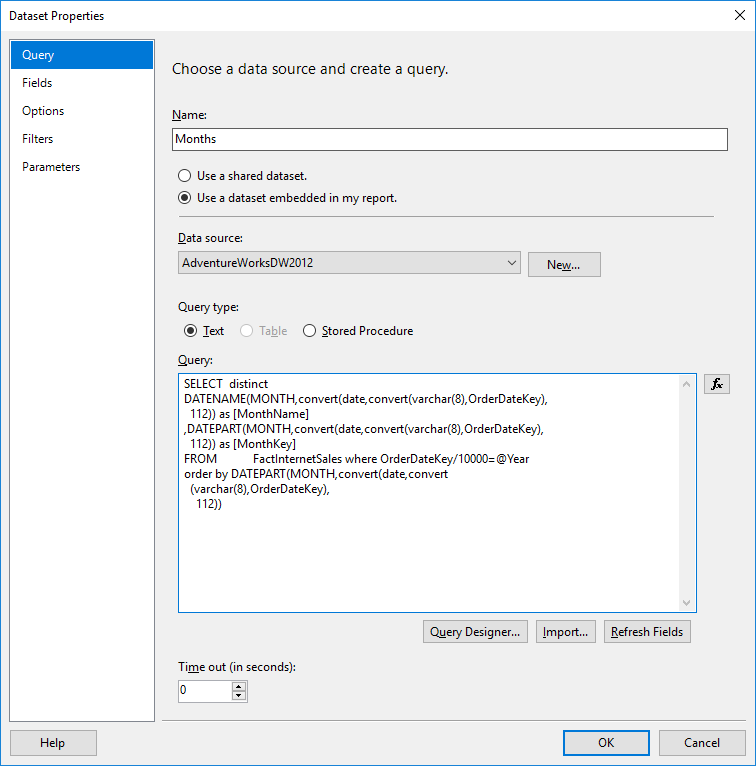 Dataset Properties
Query
Fields
Options
Filters
Parameters
Choose a data source and create a query.
Name:
Months
Use a shared dataset.
Use a dataset embedded in my report.
Data source:
AdventureWorksDW2012
New...
Query type:
Text
Table
Stored Procedure
Query:
SELECT  distinct
DATENAME(MONTH,convert(date,convert(varchar(8),OrderDateKey),
112)) as [MonthName]
,DATEPART(MONTH,convert(date,convert(varchar(8),OrderDateKey),
112)) as [MonthKey]
FROM          FactInternetSales where OrderDateKey/10000=@Year
order by DATEPART(MONTH,convert(date,convert
(varchar(8),OrderDateKey),
112))
fx
Query Designer...
Import...
Refresh Fields
Time out (in seconds):
0
Help
OK
Cancel